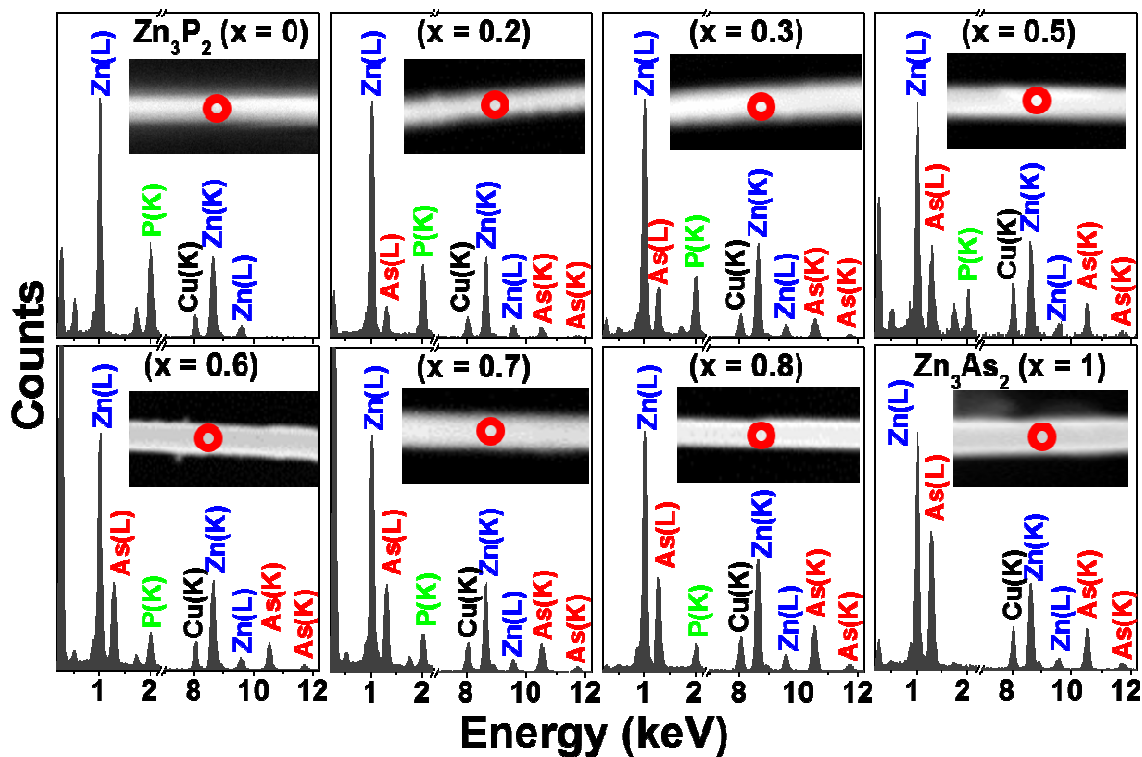 Counts
Zn3P2 (x = 0)
Zn(L)
P(K)
Cu(K)
Zn(K)
Zn(L)
(x = 0.2)
Zn(L)
As(L)
P(K)
Cu(K)
Zn(K)
Zn(L)
As(K)
As(K)
(x = 0.3)
Zn(L)
As(L)
P(K)
Cu(K)
Zn(K)
Zn(L)
As(K)
As(K)
(x = 0.5)
Zn(L)
As(L)
P(K)
Cu(K)
Zn(K)
Zn(L)
As(K)
As(K)
(x = 0.6)
Zn(L)
As(L)
P(K)
Cu(K)
Zn(K)
Zn(L)
As(K)
As(K)
(x = 0.7)
Zn(L)
As(L)
P(K)
Cu(K)
Zn(K)
Zn(L)
As(K)
As(K)
(x = 0.8)
Zn(L)
As(L)
P(K)
Cu(K)
Zn(K)
Zn(L)
As(K)
As(K)
Zn3As2 (x = 1)
Zn(L)
As(L)
Cu(K)
Zn(K)
Zn(L)
As(K)
As(K)
1 2 8 10 12 1 2 8 10 12 1 2 8 10 12 1 2 8 10 12
Energy (keV)